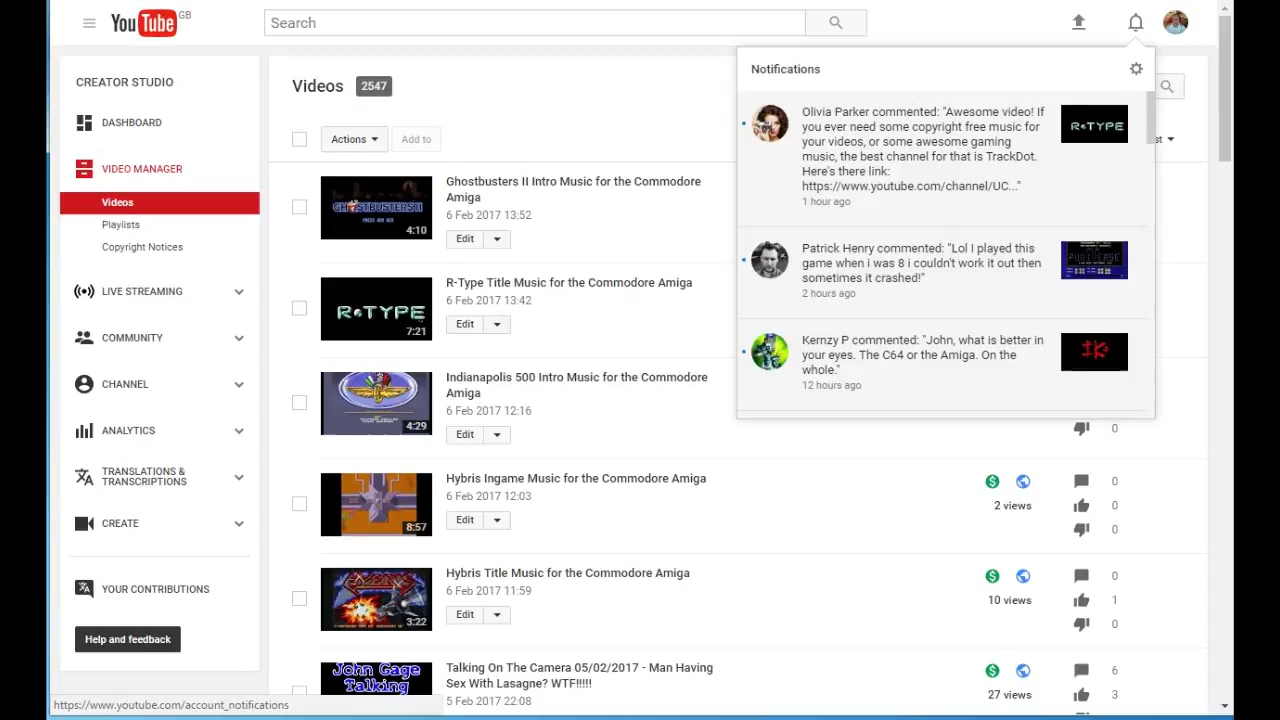 YouTube GB
Search
CREATOR STUDIO
DASHBOARD
VIDEO MANAGER
Videos
Playlists
Copyright Notices
LIVE STREAMING
COMMUNITY
CHANNEL
ANALYTICS
TRANSLATIONS &
TRANSCRIPTIONS
CREATE
YOUR CONTRIBUTIONS
Help and feedback
https://www.youtube.com/account_notifications
Videos 2547
Actions
Add to
GHOSTBUSTERS II
4:10
Ghostbusters II Intro Music for the Commodore
Amiga
6 Feb 2017 13:52
Edit
R-TYPE
7:21
R-Type Title Music for the Commodore Amiga
6 Feb 2017 13:42
Edit
4:29
Indianapolis 500 Intro Music for the Commodore
Amiga
6 Feb 2017 12:16
Edit
0
8:57
Hybris Ingame Music for the Commodore Amiga
6 Feb 2017 12:03
Edit
2 views
0
0
0
3:22
Hybris Title Music for the Commodore Amiga
6 Feb 2017 11:59
Edit
10 views
0
1
0
John Gage
Talking
Talking On The Camera 05/02/2017 - Man Having
Sex With Lasagne? WTF!!!!!
5 Feb 2017 22:08
27 views
6
3
Notifications
Olivia Parker commented: "Awesome video! If
you ever need some copyright free music for
your videos, or some awesome gaming
music, the best channel for that is TrackDot.
Here's there link:
https://www.youtube.com/channel/UC..."
1 hour ago
R-TYPE
Patrick Henry commented: "Lol I played this
game when i was 8 i couldn't work it out then
sometimes it crashed!"
2 hours ago
Kernzy P commented: "John, what is better in
your eyes. The C64 or the Amiga. On the
whole."
12 hours ago
IK+